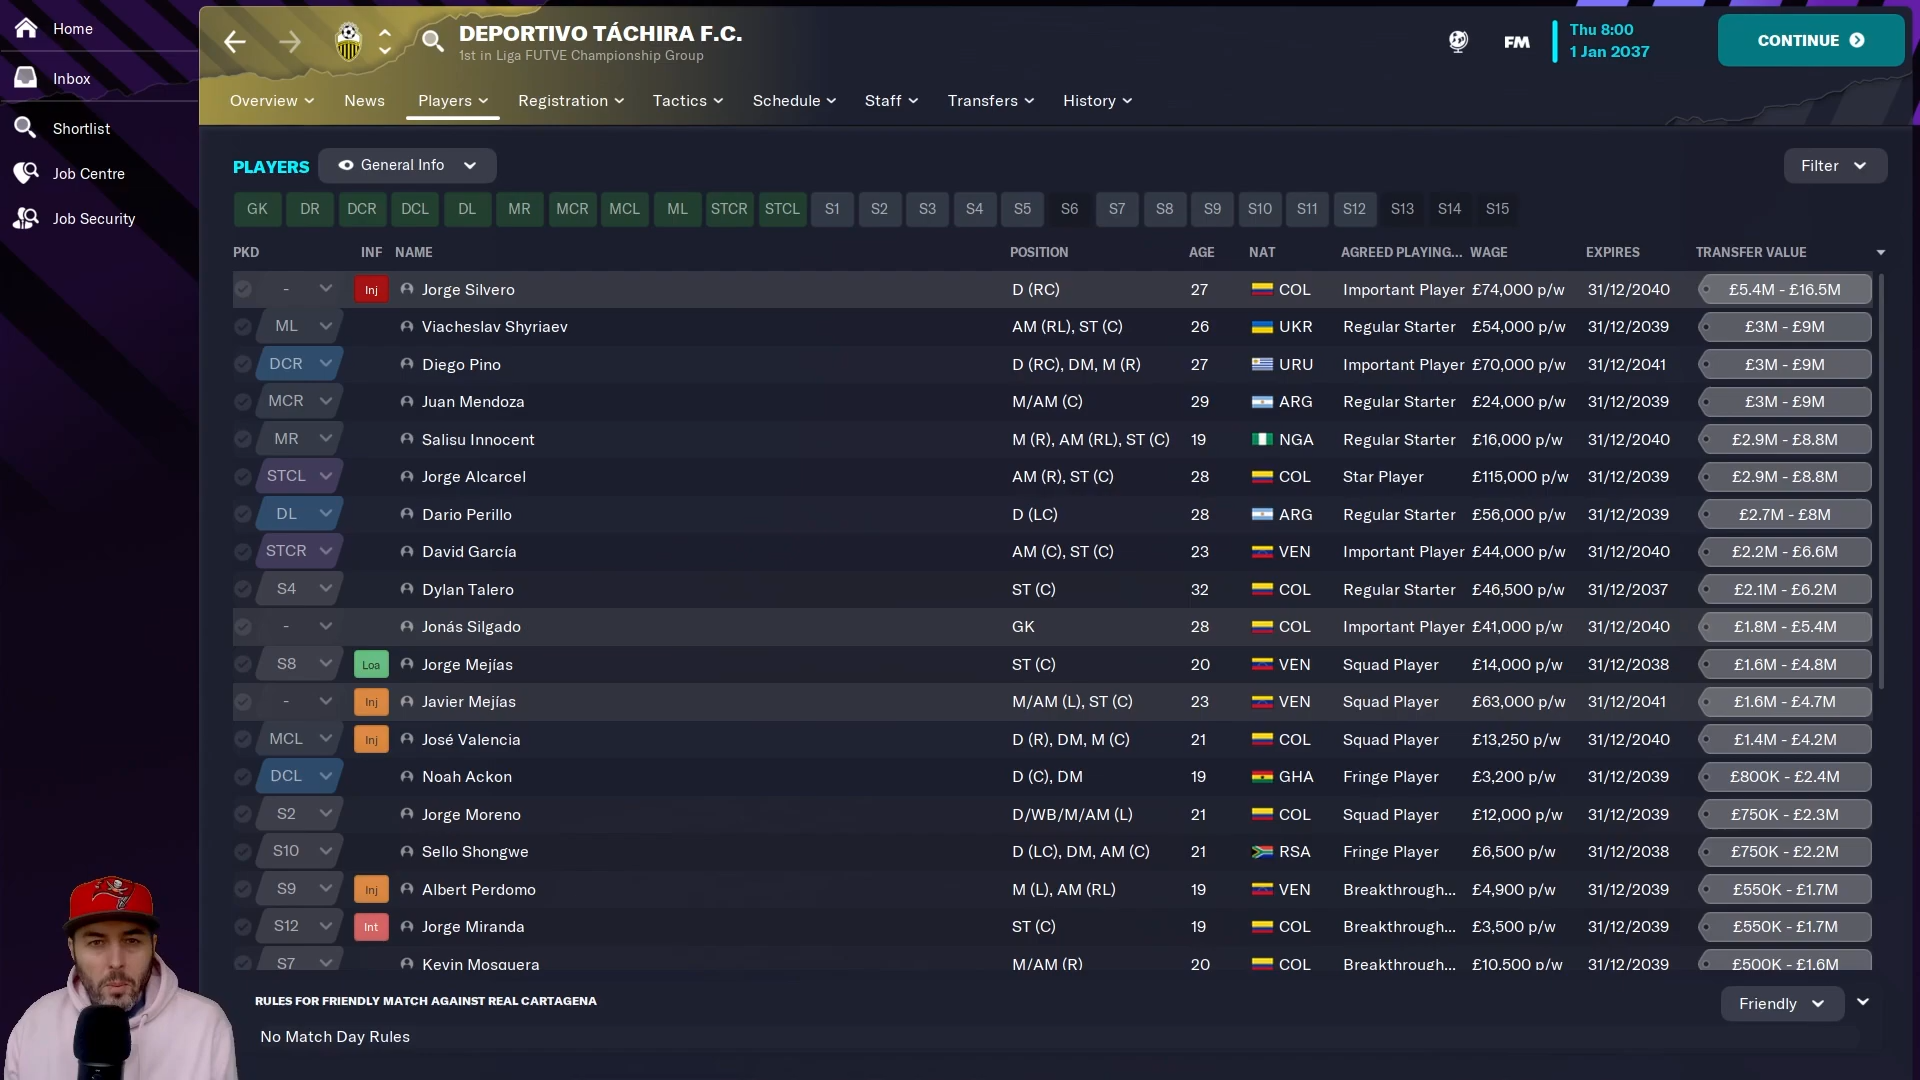 Home
Inbox
Shortlist
Job Centre
Job Security
DEPORTIVO TÁCHIRA F.C.
1st in Liga FUTVE Championship Group
FM
Thu 8:00
1 Jan 2037
CONTINUE
Overview News Players Registration Tactics Schedule Staff Transfers History
PLAYERS General Info Filter
GK DR DCR DCL DL MR MCR MCL ML STCR STCL S1 S2 S3 S4 S5 S6 S7 S8 S9 S10 S11 S12 S13 S14 S15
PKD INF NAME POSITION AGE NAT AGREED PLAYING... WAGE EXPIRES TRANSFER VALUE
- Inj Jorge Silvero D (RC) 27 COL Important Player £74,000 p/w 31/12/2040 £5.4M - £16.5M
ML Viacheslav Shyriaev AM (RL), ST (C) 26 UKR Regular Starter £54,000 p/w 31/12/2039 £3M - £9M
DCR Diego Pino D (RC), DM, M (R) 27 URU Important Player £70,000 p/w 31/12/2041 £3M - £9M
MCR Juan Mendoza M/AM (C) 29 ARG Regular Starter £24,000 p/w 31/12/2039 £3M - £9M
MR Salisu Innocent M (R), AM (RL), ST (C) 19 NGA Regular Starter £16,000 p/w 31/12/2040 £2.9M - £8.8M
STCL Jorge Alcarcel AM (R), ST (C) 28 COL Star Player £115,000 p/w 31/12/2039 £2.9M - £8.8M
DL Dario Perillo D (LC) 28 ARG Regular Starter £56,000 p/w 31/12/2039 £2.7M - £8M
STCR David García AM (C), ST (C) 23 VEN Important Player £44,000 p/w 31/12/2040 £2.2M - £6.6M
S4 Dylan Talero ST (C) 32 COL Regular Starter £46,500 p/w 31/12/2037 £2.1M - £6.2M
- Jonás Silgado GK 28 COL Important Player £41,000 p/w 31/12/2040 £1.8M - £5.4M
S8 Loa Jorge Mejías ST (C) 20 VEN Squad Player £14,000 p/w 31/12/2038 £1.6M - £4.8M
- Inj Javier Mejías M/AM (L), ST (C) 23 VEN Squad Player £63,000 p/w 31/12/2041 £1.6M - £4.7M
MCL Inj José Valencia D (R), DM, M (C) 21 COL Squad Player £13,250 p/w 31/12/2040 £1.4M - £4.2M
DCL Noah Ackon D (C), DM 19 GHA Fringe Player £3,200 p/w 31/12/2039 £800K - £2.4M
S2 Jorge Moreno D/WB/M/AM (L) 21 COL Squad Player £12,000 p/w 31/12/2039 £750K - £2.3M
S10 Sello Shongwe D (LC), DM, AM (C) 21 RSA Fringe Player £6,500 p/w 31/12/2038 £750K - £2.2M
S9 Inj Albert Perdomo M (L), AM (RL) 19 VEN Breakthrough... £4,900 p/w 31/12/2039 £550K - £1.7M
S12 Int Jorge Miranda ST (C) 19 COL Breakthrough... £3,500 p/w 31/12/2039 £550K - £1.7M
S7 Kevin Mosquera M/AM (R) 20 COL Breakthrough... £10,500 p/w 31/12/2039 £500K - £1.6M
RULES FOR FRIENDLY MATCH AGAINST REAL CARTAGENA
Friendly
No Match Day Rules